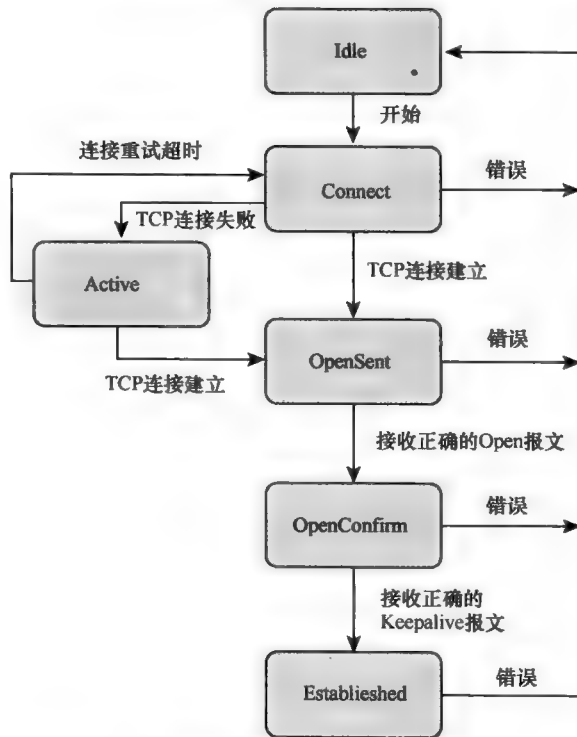 Idle
开始
连接重试超时
Connect
错误
TCP连接失败
Active
TCP连接建立
TCP连接建立
OpenSent
错误
接收正确的Open报文
OpenConfirm
错误
接收正确的
Keepalive报文
Establieshed
错误